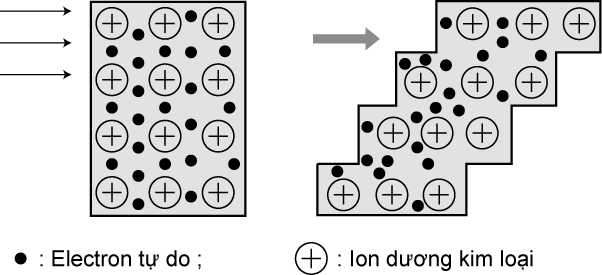 : Electron tự do ; : Ion dương kim loại